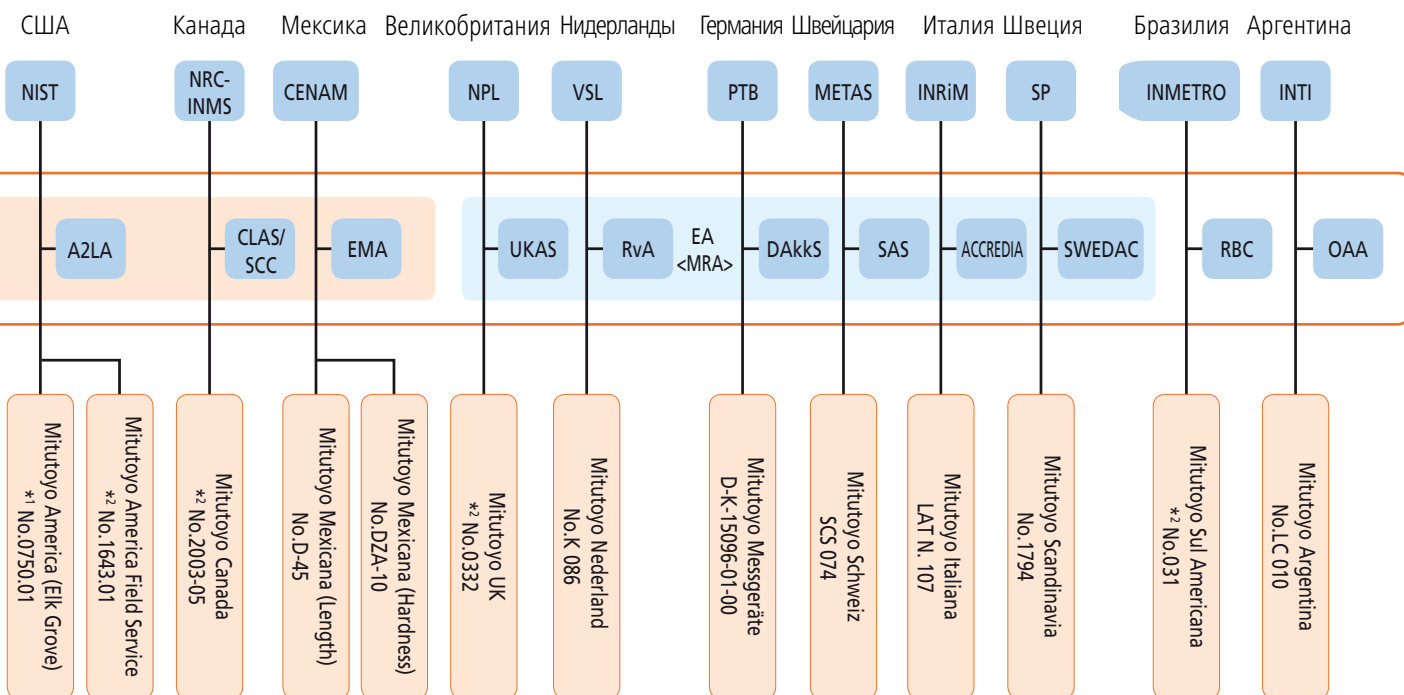 США
Канада
Мексика
Великобритания
Нидерланды
Германия
Швейцария
Италия
Швеция
Бразилия
Аргентина
NIST
NRC-
INMS
CENAM
NPL
VSL
PTB
METAS
INRiM
SP
INMETRO
INTI
A2LA
CLAS/
SCC
EMA
UKAS
RvA
EA
<MRA>
DAkkS
SAS
ACCREDIA
SWEDAC
RBC
OAA
Mitutoyo America (Elk Grove)
*1 No.0750.01
Mitutoyo America Field Service
*2 No.1643.01
Mitutoyo Canada
*2 No.2003-05
Mitutoyo Mexicana (Length)
No.D-45
Mitutoyo Mexicana (Hardness)
No.DZA-10
Mitutoyo UK
*2 No.0332
Mitutoyo Nederland
No.K 086
Mitutoyo Messgeräte
D-K-15096-01-00
Mitutoyo Schweiz
SCS 074
Mitutoyo Italiana
LAT N. 107
Mitutoyo Scandinavia
No.1794
Mitutoyo Sul Americana
*2 No.031
Mitutoyo Argentina
No.LC 010